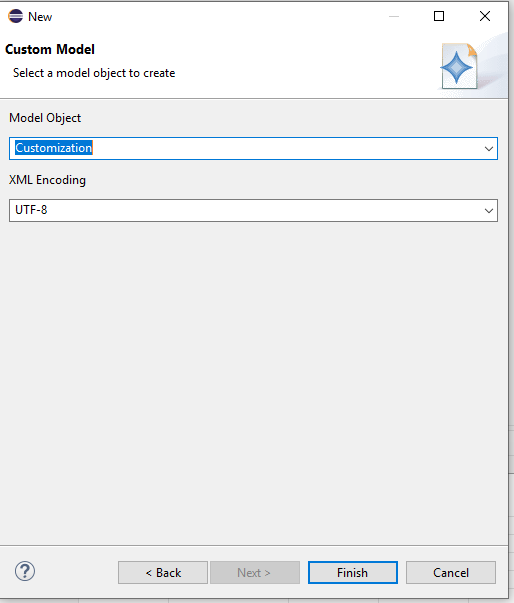 New
Custom Model
Select a model object to create
Model Object
Customization
XML Encoding
UTF-8
?
< Back
Next >
Finish
Cancel